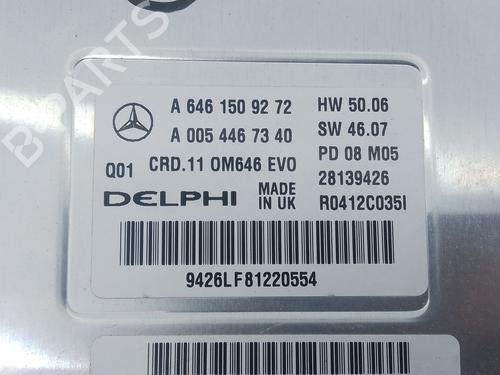 A 646 150 92 72 HW 50.06
A 005 446 73 40 SW 46.07
Q01 CRD.11 OM646 EVO PD 08 M05
DELPHI MADE IN UK 28139426
R0412C035I
9426LF81220554
B-PARTS